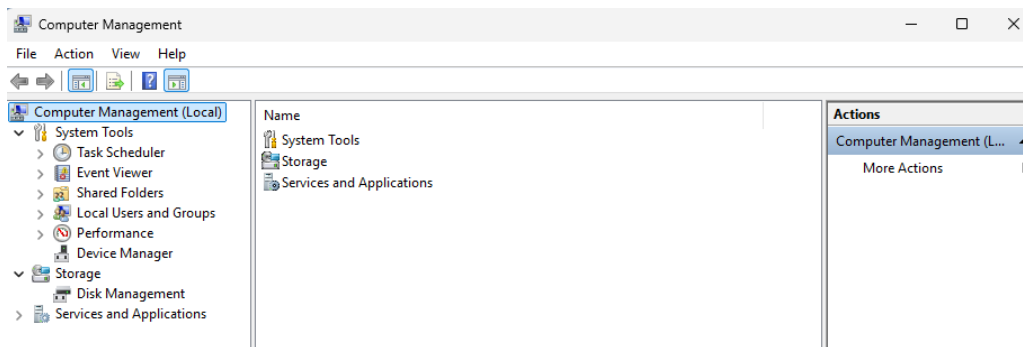 Computer Management
File Action View Help
Computer Management (Local)
System Tools
Task Scheduler
Event Viewer
Shared Folders
Local Users and Groups
Performance
Device Manager
Storage
Disk Management
Services and Applications
Name
System Tools
Storage
Services and Applications
Actions
Computer Management (L...
More Actions